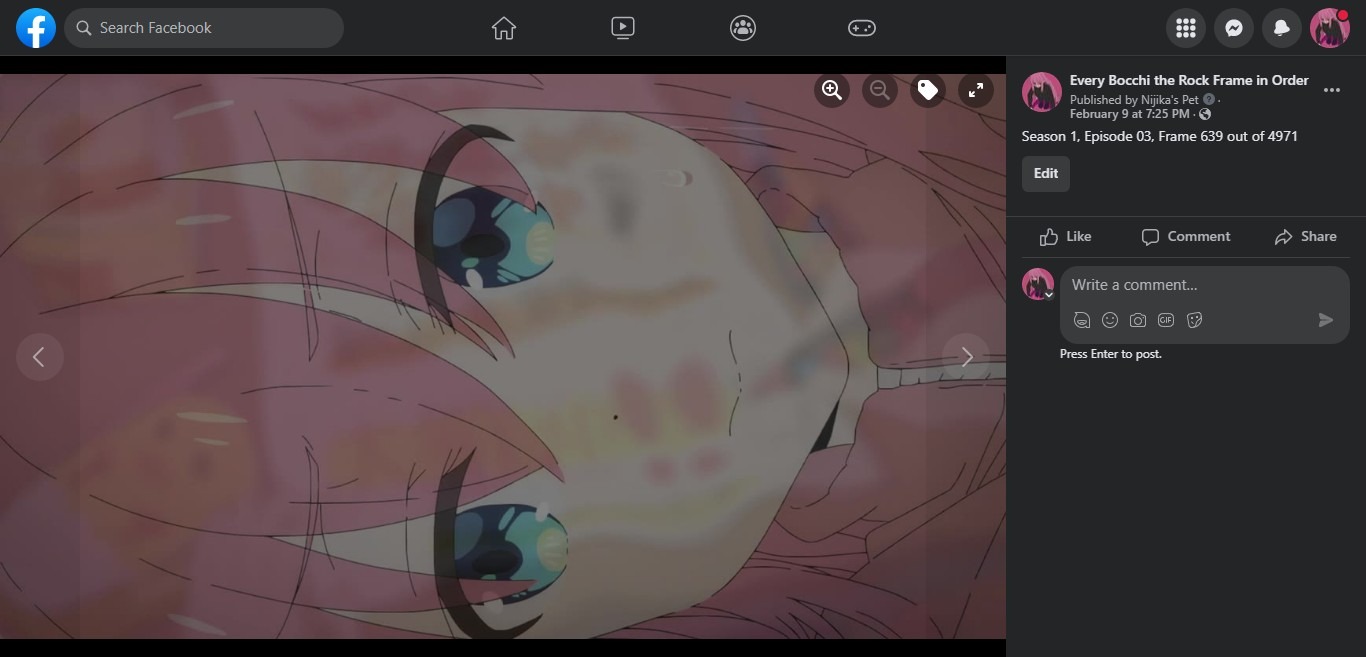 Search Facebook
Every Bocchi the Rock Frame in Order
Published by Nijika's Pet ·
February 9 at 7:25 PM ·
Season 1, Episode 03, Frame 639 out of 4971
Edit
Like Comment Share
Write a comment...
GIF
Press Enter to post.